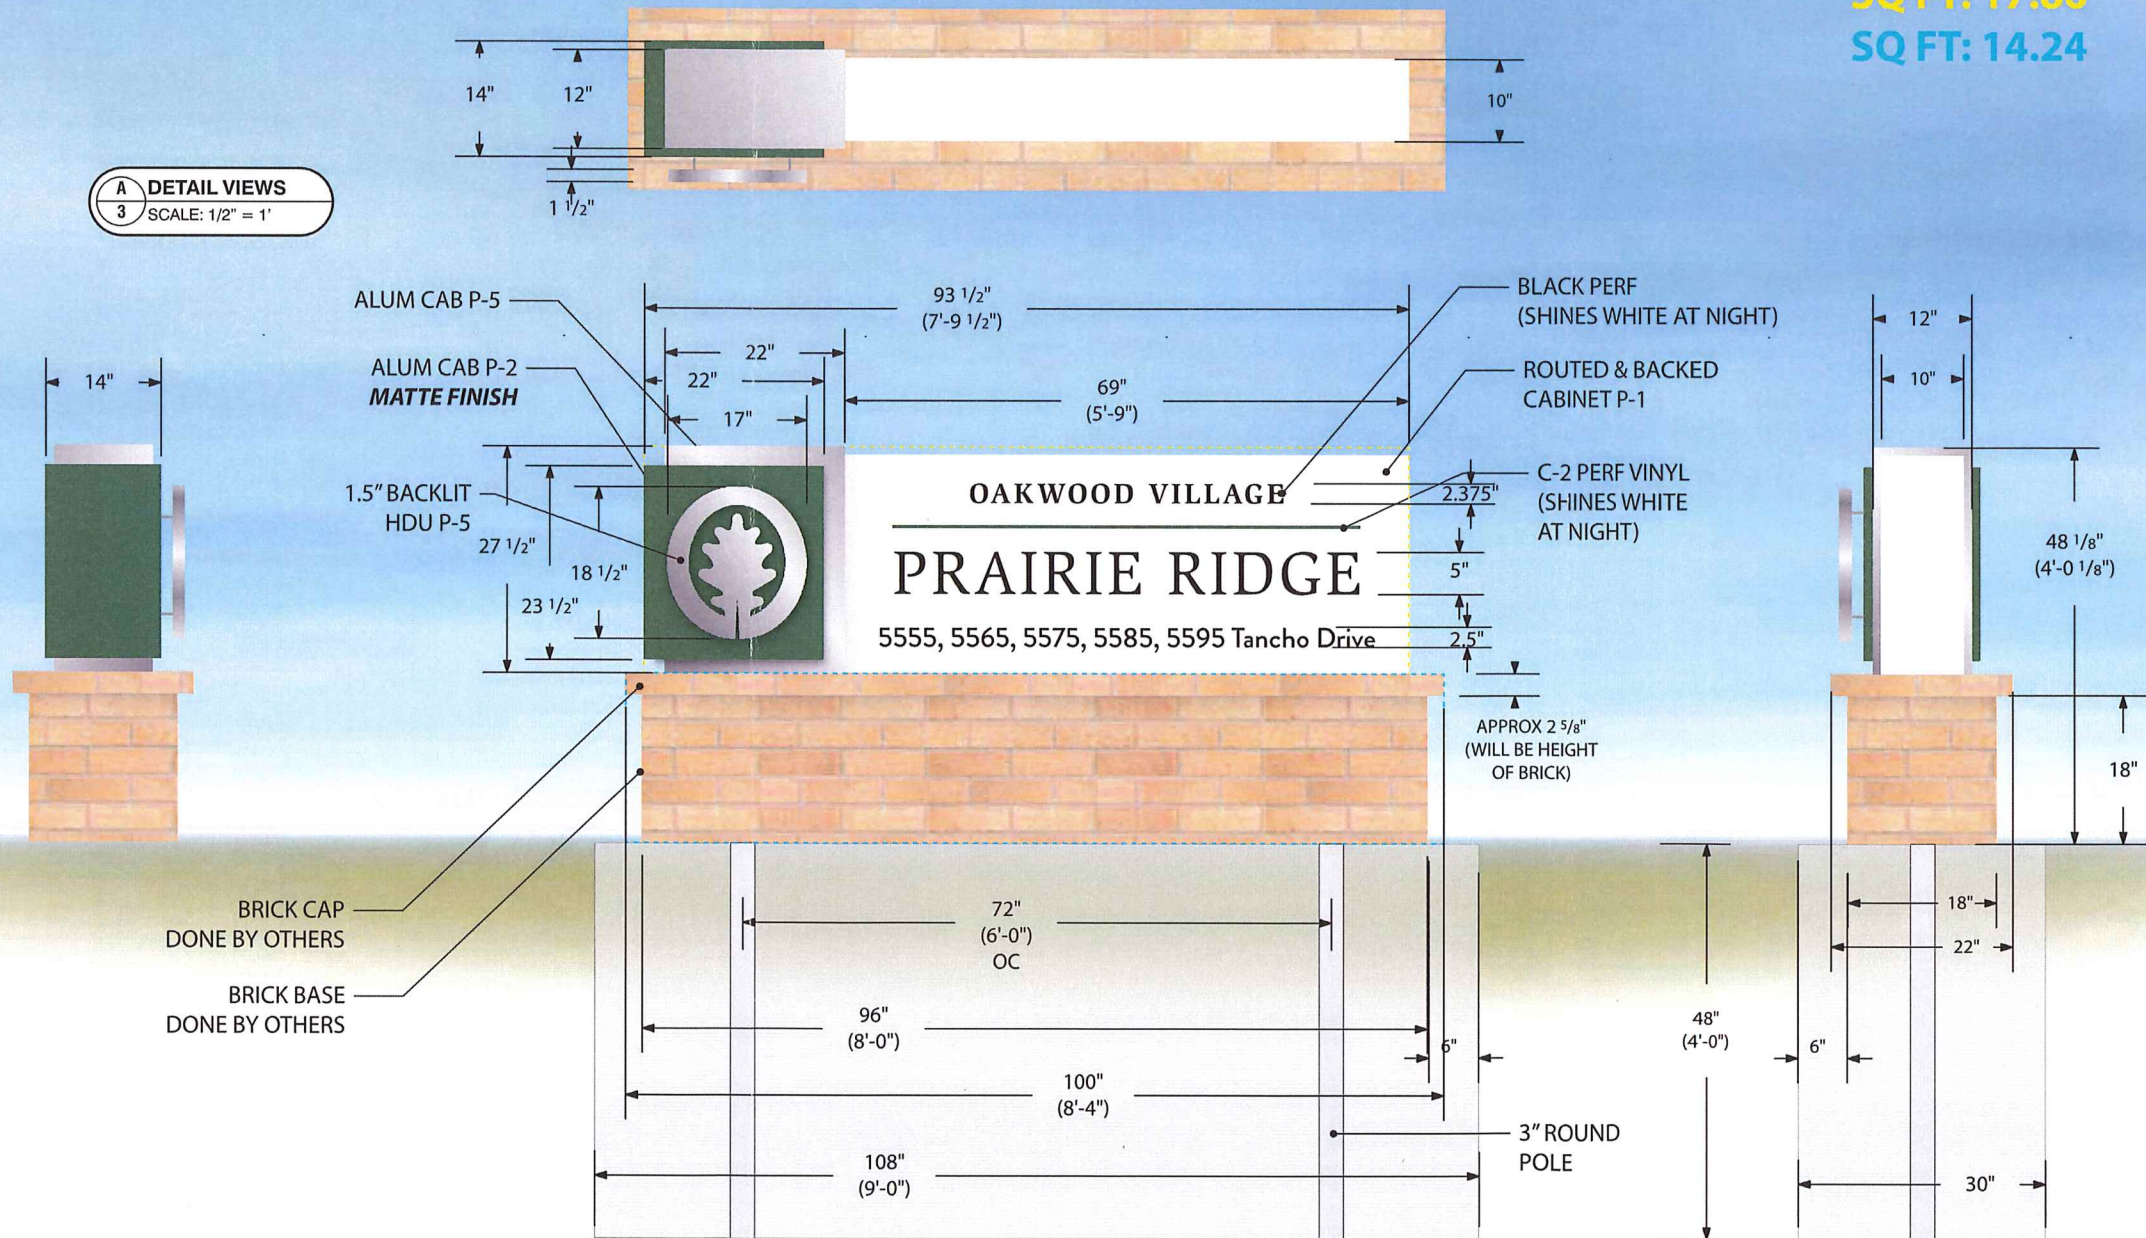 SQ FT: 17.86
SQ FT: 14.24
14"
12"
10"
1 1/2"
A
3
DETAIL VIEWS
SCALE: 1/2" = 1'
ALUM CAB P-5
ALUM CAB P-2
MATTE FINISH
1.5" BACKLIT
HDU P-5
93 1/2"
(7'-9 1/2")
22"
22"
17"
69"
(5'-9")
BLACK PERF
(SHINES WHITE AT NIGHT)
ROUTED & BACKED
CABINET P-1
C-2 PERF VINYL
(SHINES WHITE
AT NIGHT)
14"
12"
10"
27 1/2"
23 1/2"
18 1/2"
OAKWOOD VILLAGE
PRAIRIE RIDGE
5555, 5565, 5575, 5585, 5595 Tancho Drive
2.375"
5"
2.5"
48 1/8"
(4'-0 1/8")
APPROX 2 5/8"
(WILL BE HEIGHT
OF BRICK)
18"
BRICK CAP
DONE BY OTHERS
BRICK BASE
DONE BY OTHERS
72"
(6'-0")
OC
96"
(8'-0")
6"
100"
(8'-4")
108"
(9'-0")
3" ROUND
POLE
48"
(4'-0")
18"
22"
6"
30"